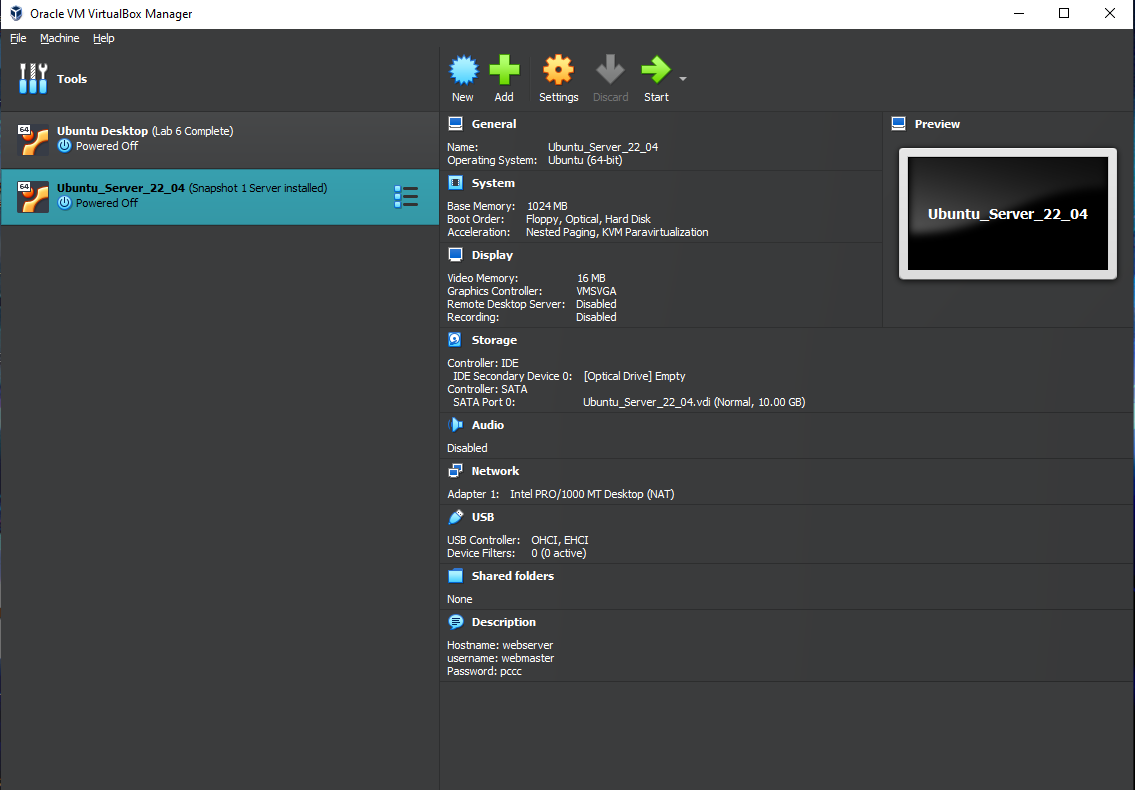 Oracle VM VirtualBox Manager
File Machine Help
Tools
New Add Settings Discard Start
64
Ubuntu Desktop (Lab 6 Complete)
Powered Off
64
Ubuntu_Server_22_04 (Snapshot 1 Server installed)
Powered Off
General
Name: Ubuntu_Server_22_04
Operating System: Ubuntu (64-bit)
System
Base Memory: 1024 MB
Boot Order: Floppy, Optical, Hard Disk
Acceleration: Nested Paging, KVM Paravirtualization
Display
Video Memory: 16 MB
Graphics Controller: VMSVGA
Remote Desktop Server: Disabled
Recording: Disabled
Storage
Controller: IDE
IDE Secondary Device 0: [Optical Drive] Empty
Controller: SATA
SATA Port 0: Ubuntu_Server_22_04.vdi (Normal, 10.00 GB)
Audio
Disabled
Network
Adapter 1: Intel PRO/1000 MT Desktop (NAT)
USB
USB Controller: OHCI, EHCI
Device Filters: 0 (0 active)
Shared folders
None
Description
Hostname: webserver
username: webmaster
Password: pccc
Preview
Ubuntu_Server_22_04